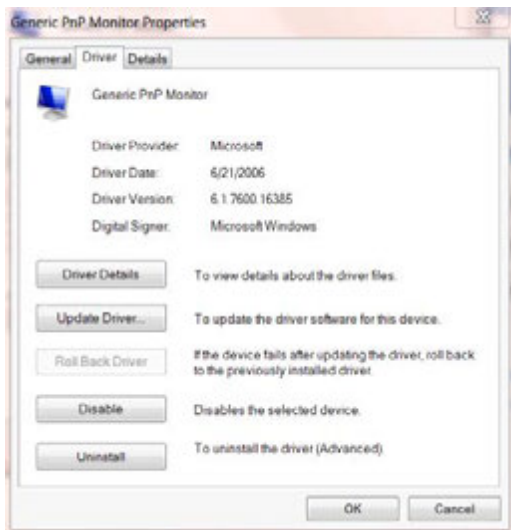 Generic PnP Monitor Properties
General Driver Details
Generic PnP Monitor
Driver Provider: Microsoft
Driver Date: 6/21/2006
Driver Version: 6.1.7600.16385
Digital Signer: Microsoft Windows
Driver Details To view details about the driver files.
Update Driver... To update the driver software for this device.
Roll Back Driver If the device fails after updating the driver, roll back
to the previously installed driver.
Disable Disables the selected device.
Uninstall To uninstall the driver (Advanced).
OK Cancel